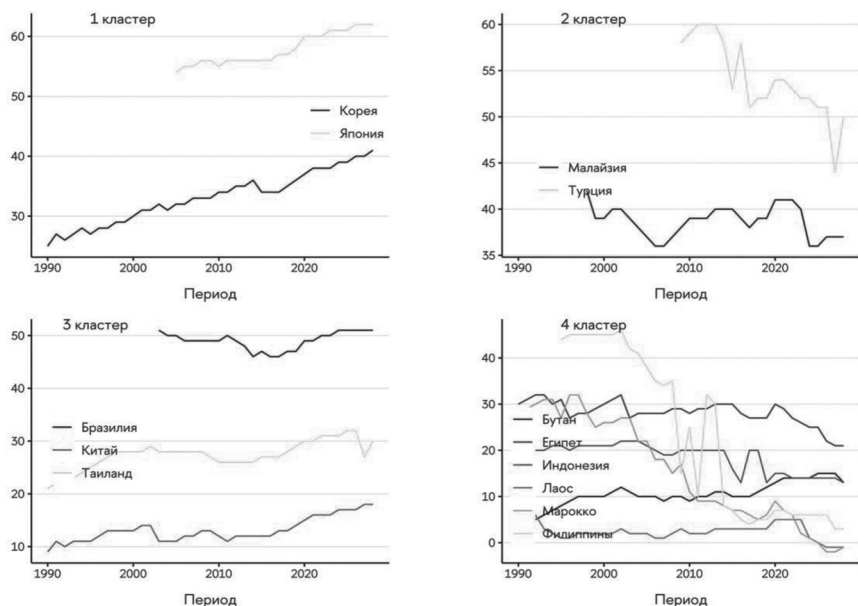 1 кластер
60
50
40
30
Корея
Япония
1990
2000
2010
2020
Период
2 кластер
60
55
50
45
40
35
Малайзия
Турция
1990
2000
2010
2020
Период
3 кластер
50
40
30
20
10
Бразилия
Китай
Таиланд
1990
2000
2010
2020
Период
4 кластер
40
30
20
10
0
Бутан
Египет
Индонезия
Лаос
Марокко
Филиппины
1990
2000
2010
2020
Период